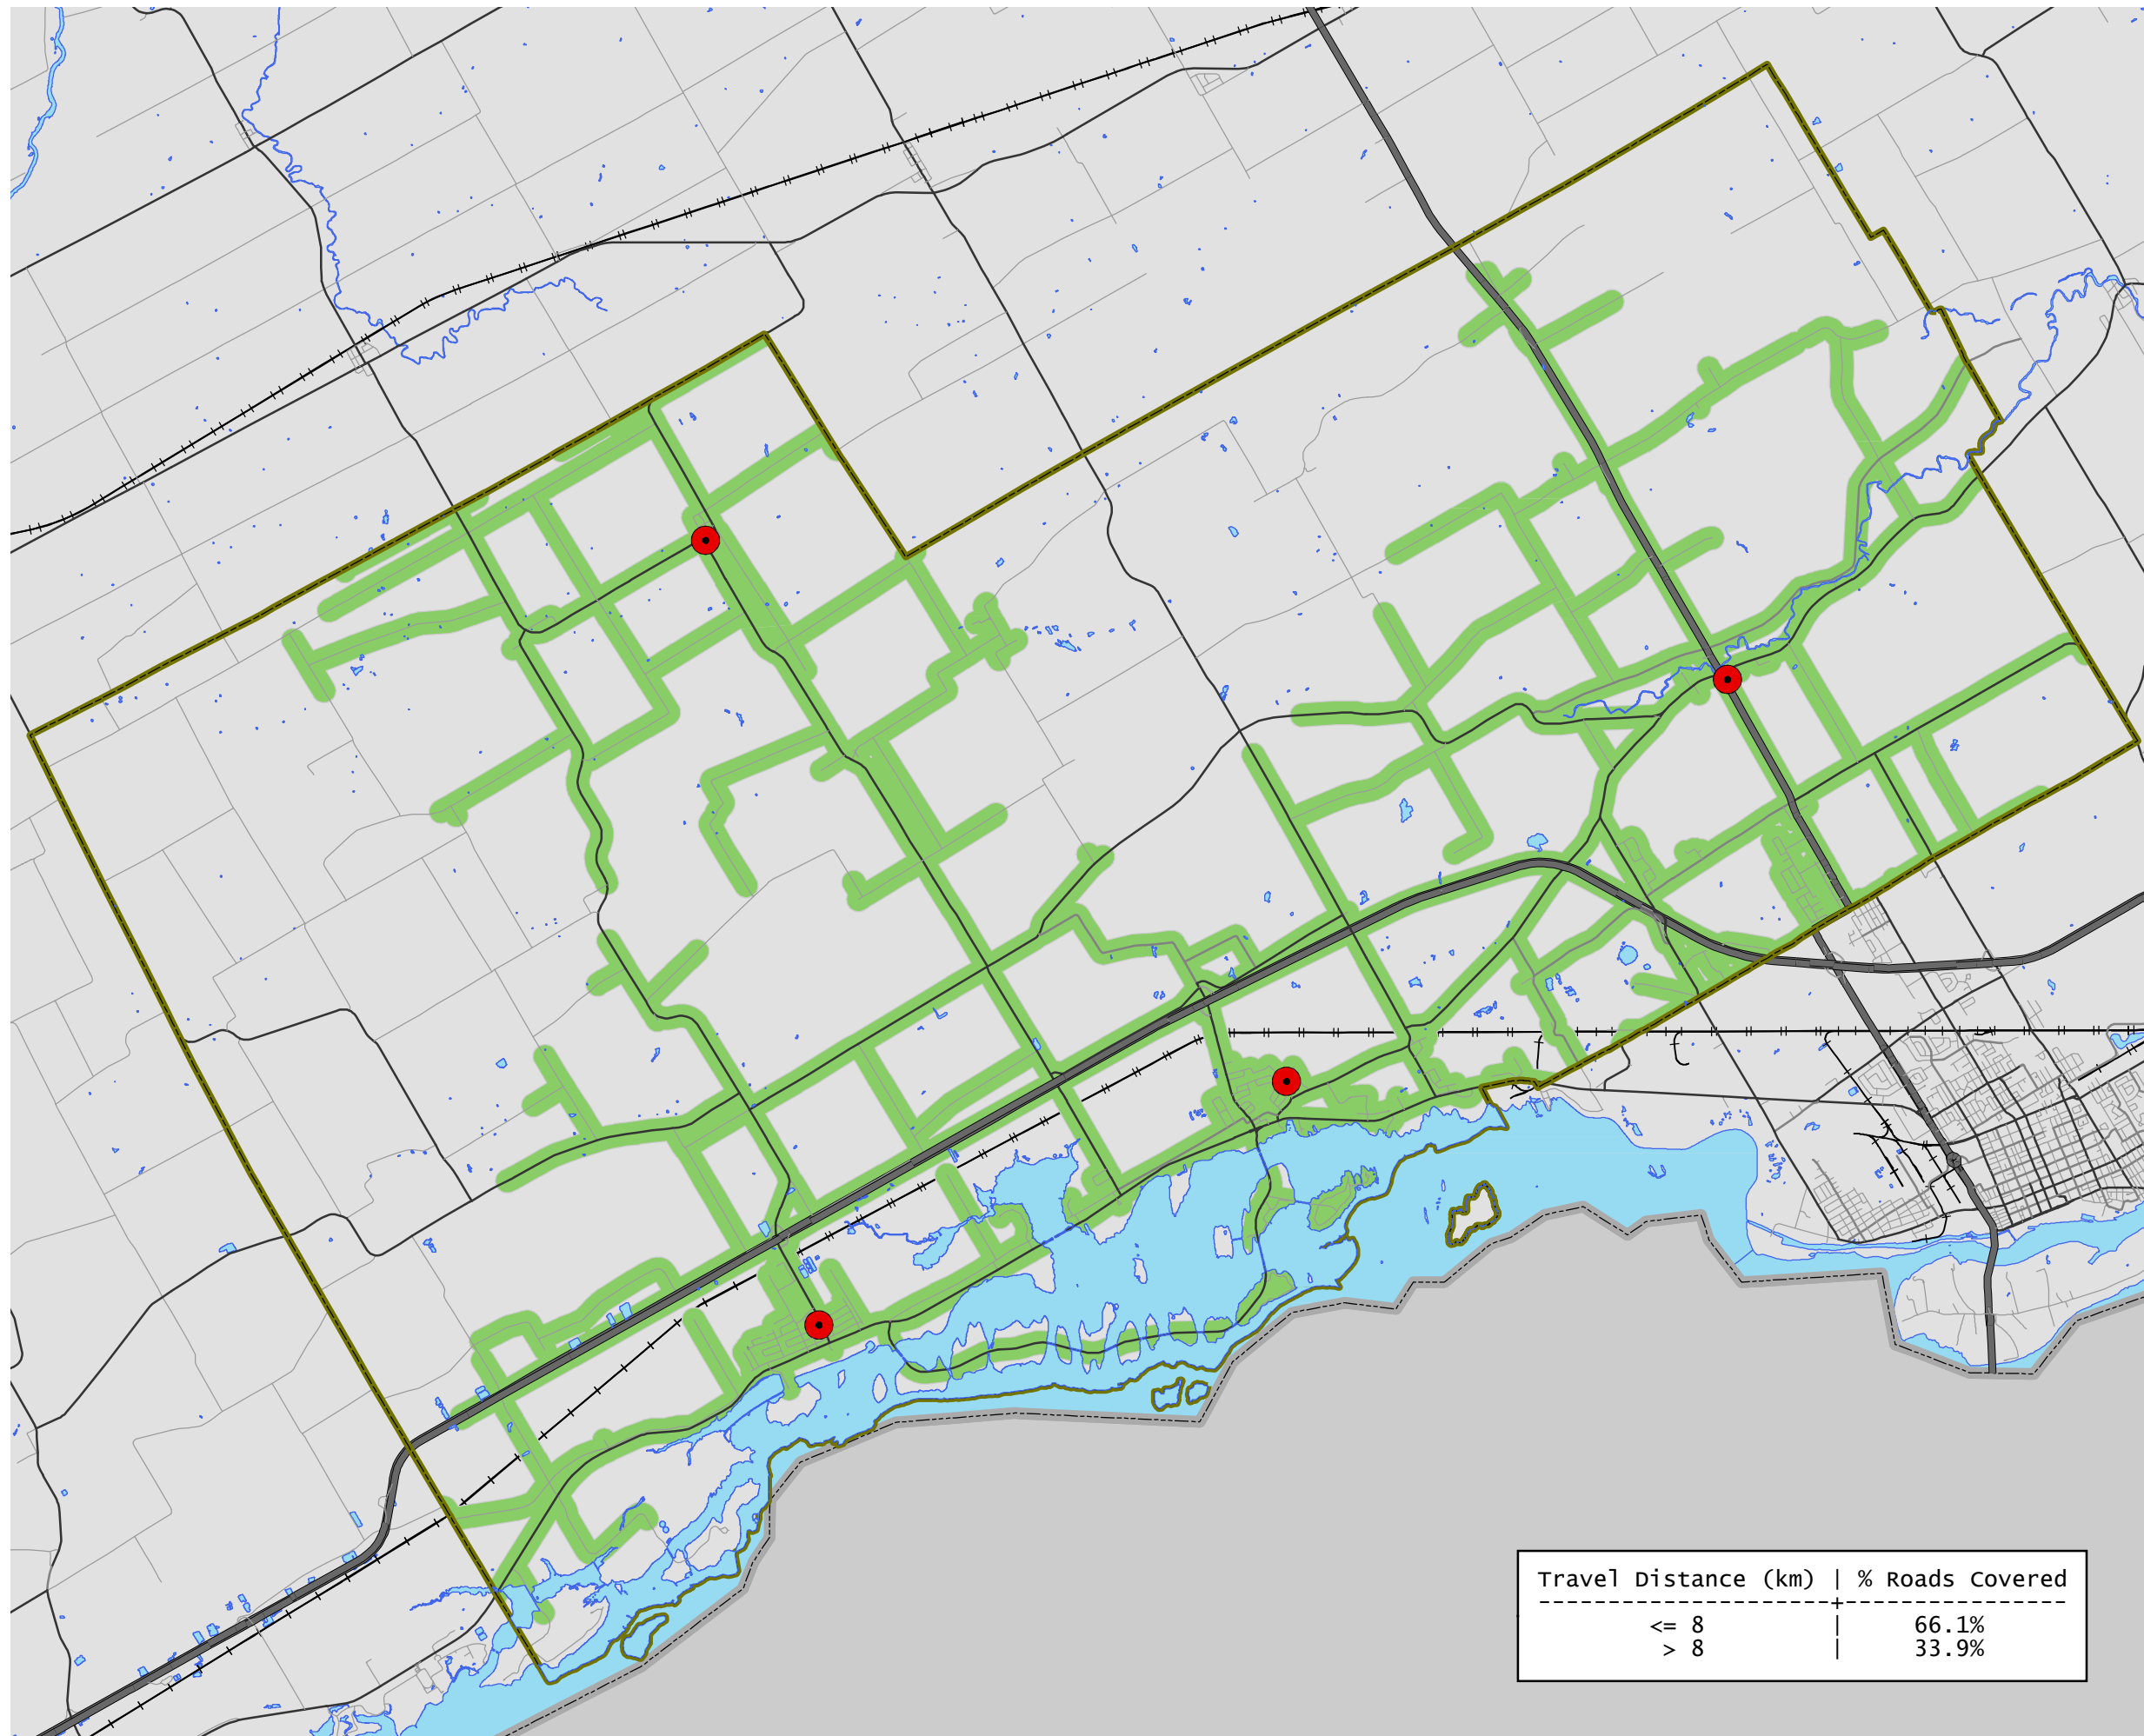 Travel Distance (km) | % Roads Covered
---------------------+-----------------
<= 8 | 66.1%
> 8 | 33.9%